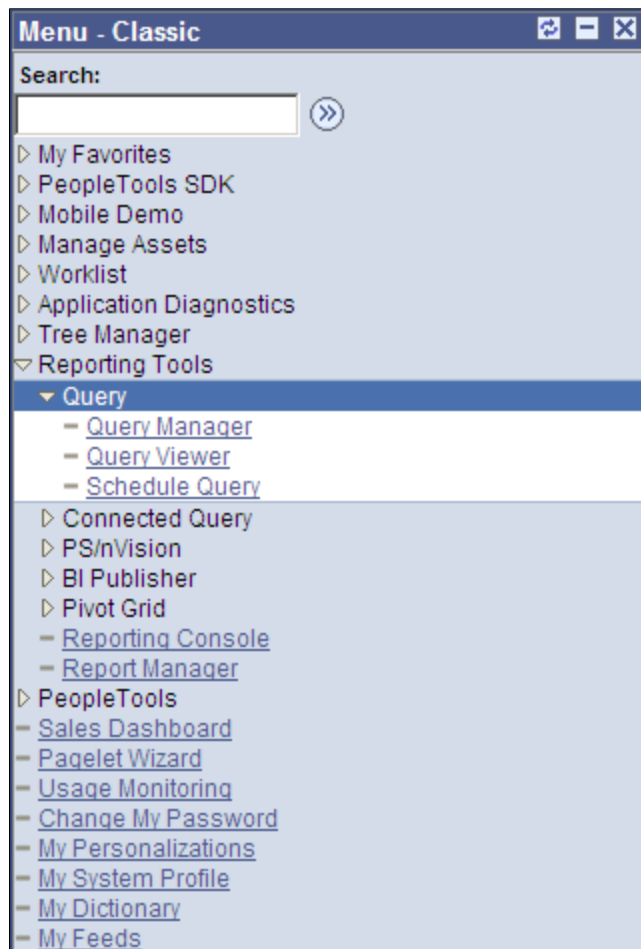 Menu - Classic
Search:
My Favorites
PeopleTools SDK
Mobile Demo
Manage Assets
Worklist
Application Diagnostics
Tree Manager
Reporting Tools
Query
Query Manager
Query Viewer
Schedule Query
Connected Query
PS/nVision
BI Publisher
Pivot Grid
Reporting Console
Report Manager
PeopleTools
Sales Dashboard
Pagelet Wizard
Usage Monitoring
Change My Password
My Personalizations
My System Profile
My Dictionary
My Feeds